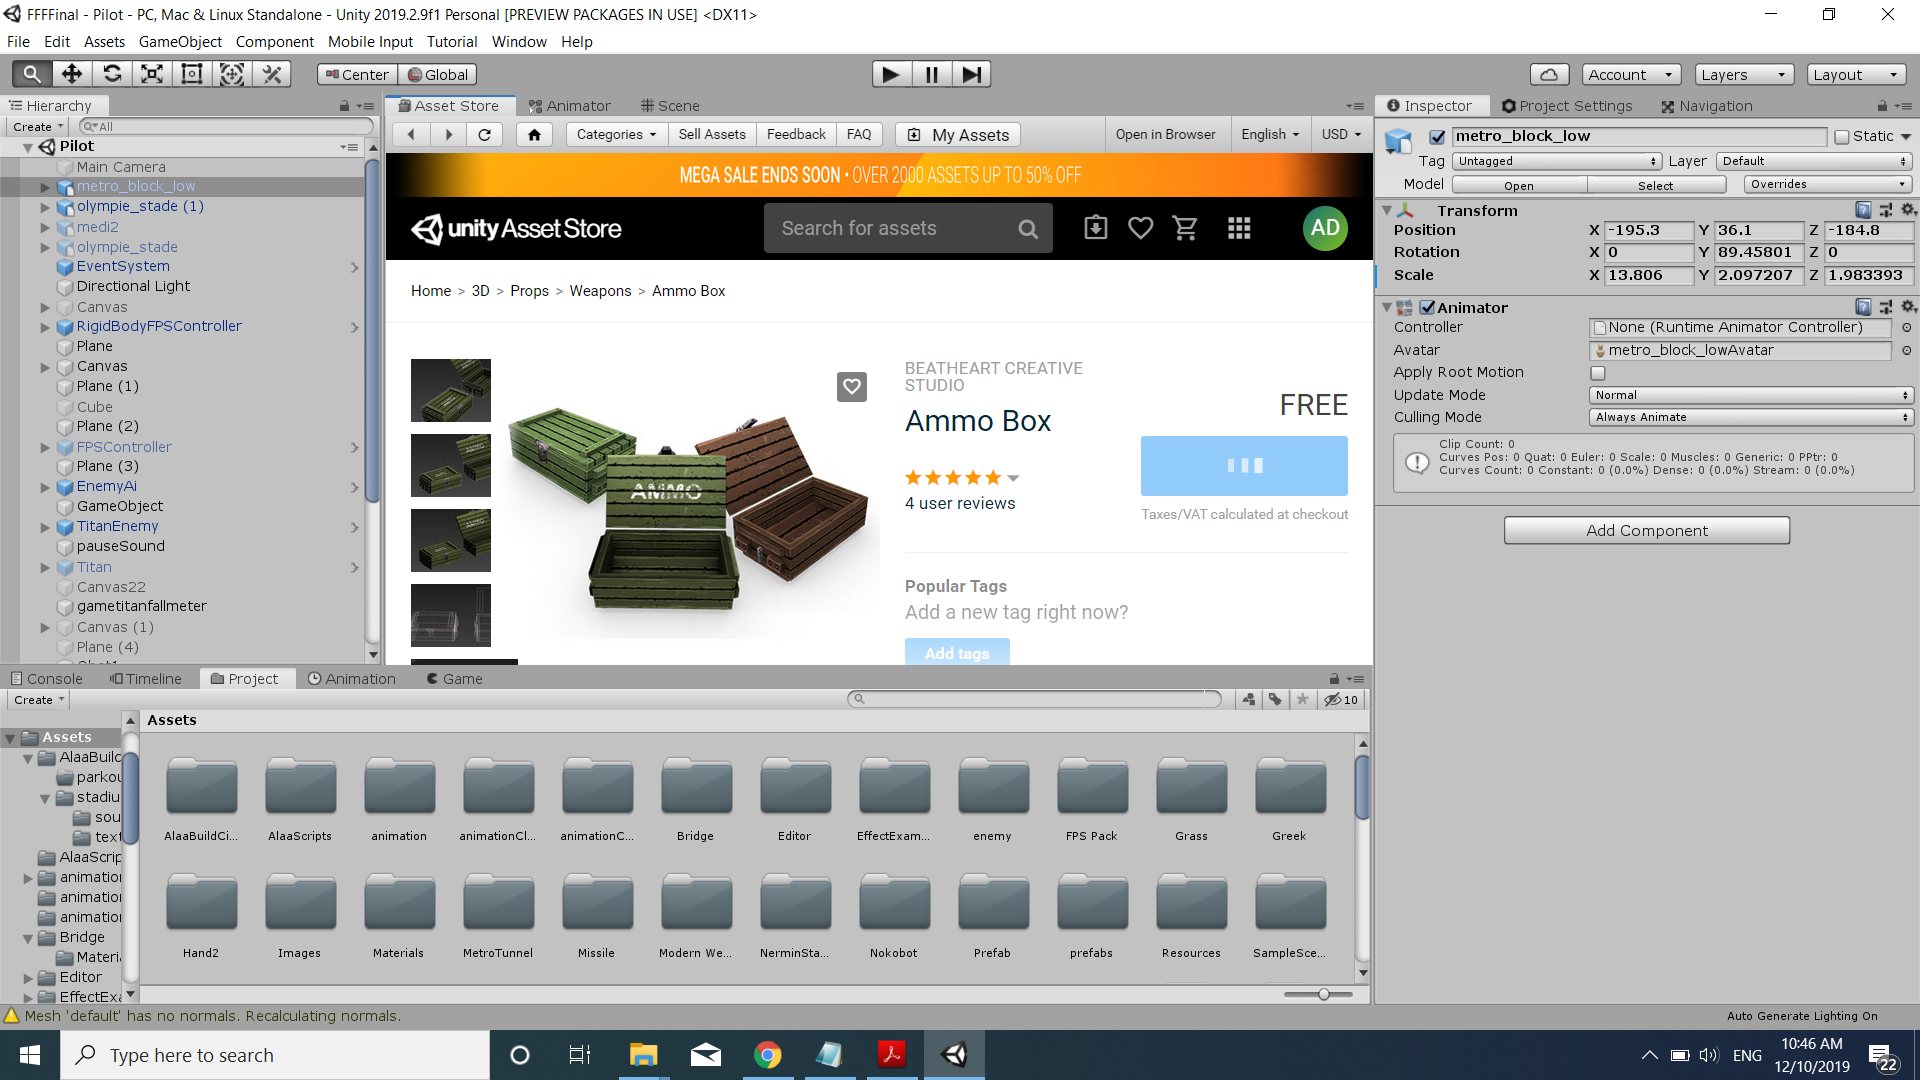 FFFFinal - Pilot - PC, Mac & Linux Standalone - Unity 2019.2.9f1 Personal [PREVIEW PACKAGES IN USE] <DX11>
File Edit Assets GameObject Component Mobile Input Tutorial Window Help
Center Global Account Layers Layout
Hierarchy
Create All
Pilot
Main Camera
metro_block_low
olympie_stade (1)
medi2
olympie_stade
EventSystem
Directional Light
Canvas
RigidBodyFPSController
Plane
Canvas
Plane (1)
Cube
Plane (2)
FPSController
Plane (3)
EnemyAi
GameObject
TitanEnemy
pauseSound
Titan
Canvas22
gametitanfallmeter
Canvas (1)
Plane (4)
Asset Store Animator Scene
Categories Sell Assets Feedback FAQ My Assets Open in Browser English USD
MEGA SALE ENDS SOON • OVER 2000 ASSETS UP TO 50% OFF
unity Asset Store Search for assets AD
Home > 3D > Props > Weapons > Ammo Box
AMMO
BEATHEART CREATIVE
STUDIO
Ammo Box
4 user reviews
FREE
Taxes/VAT calculated at checkout
Popular Tags
Add a new tag right now?
Add tags
Inspector Project Settings Navigation
metro_block_low Static
Tag Untagged Layer Default
Model Open Select Overrides
Transform
Position X -195.3 Y 36.1 Z -184.8
Rotation X 0 Y 89.45801 Z 0
Scale X 13.806 Y 2.097207 Z 1.983393
Animator
Controller None (Runtime Animator Controller)
Avatar metro_block_lowAvatar
Apply Root Motion
Update Mode Normal
Culling Mode Always Animate
Clip Count: 0
Curves Pos: 0 Quat: 0 Euler: 0 Scale: 0 Muscles: 0 Generic: 0 PPtr: 0
Curves Count: 0 Constant: 0 (0.0%) Dense: 0 (0.0%) Stream: 0 (0.0%)
Add Component
Console Timeline Project Animation Game
Create 10
Assets
AlaaBuilc
parkou
stadiu
sou
text
AlaaScrip
animation
animation
animation
Bridge
Materi
Editor
EffectExa
Assets
AlaaBuildCi... AlaaScripts animation animationCl... animationC... Bridge Editor EffectExam... enemy FPS Pack Grass Greek
Hand2 Images Materials MetroTunnel Missile Modern We... NerminSta... Nokobot Prefab prefabs Resources SampleSce...
Mesh 'default' has no normals. Recalculating normals.
Auto Generate Lighting On
Type here to search
ENG
10:46 AM
12/10/2019
22